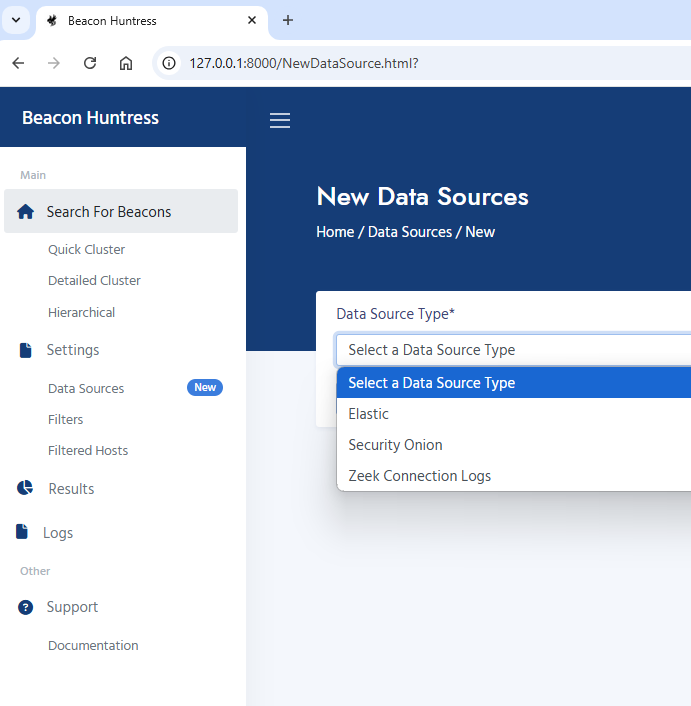 Beacon Huntress
127.0.0.1:8000/NewDataSource.html?
Beacon Huntress
Main
Search For Beacons
Quick Cluster
Detailed Cluster
Hierarchical
Settings
Data Sources New
Filters
Filtered Hosts
Results
Logs
Other
Support
Documentation
New Data Sources
Home / Data Sources / New
Data Source Type*
Select a Data Source Type
Select a Data Source Type
Elastic
Security Onion
Zeek Connection Logs